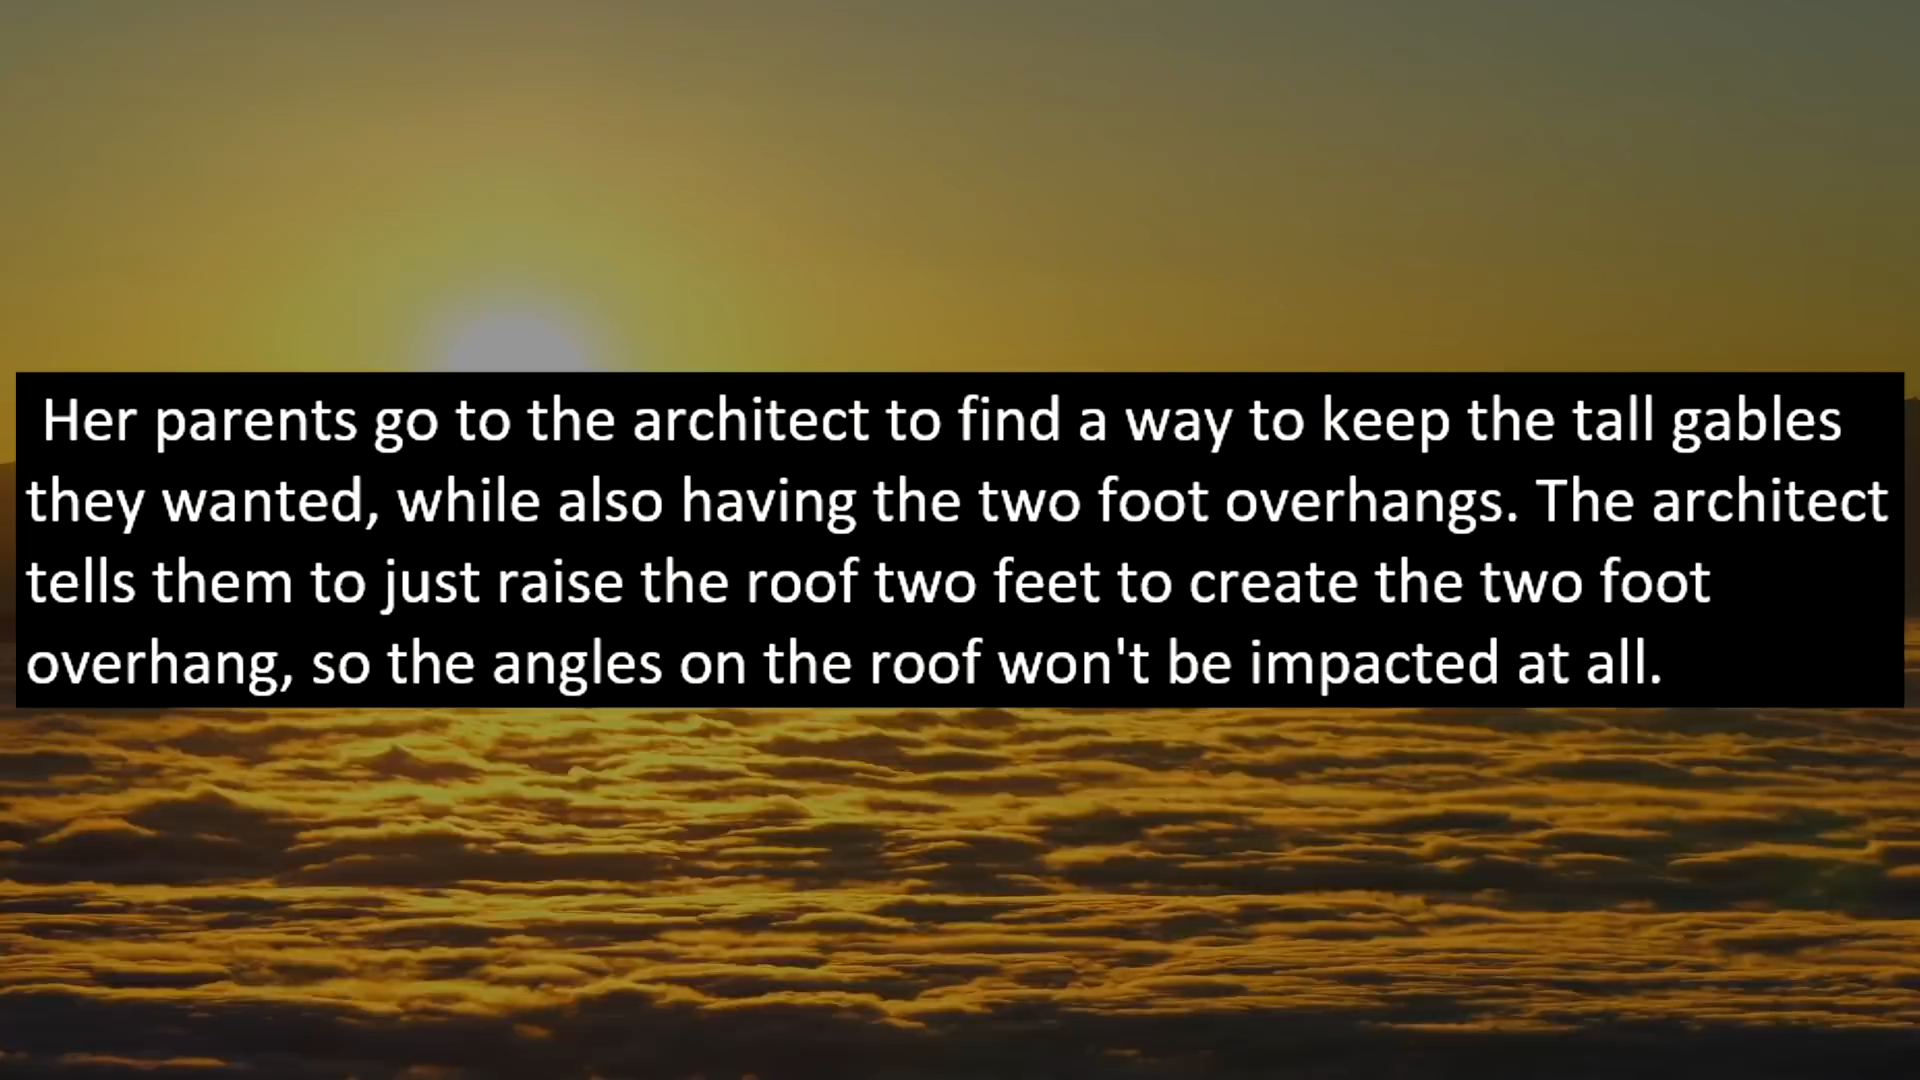 Her parents go to the architect to find a way to keep the tall gables
they wanted, while also having the two foot overhangs. The architect
tells them to just raise the roof two feet to create the two foot
overhang, so the angles on the roof won't be impacted at all.